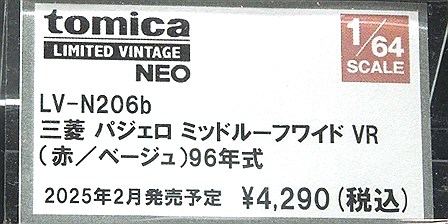 tomica
LIMITED VINTAGE
NEO
1/64
SCALE
LV-N206b
三菱 パジェロ ミッドルーフワイド VR
(赤／ベージュ)96年式
2025年2月発売予定 ¥4,290(税込)